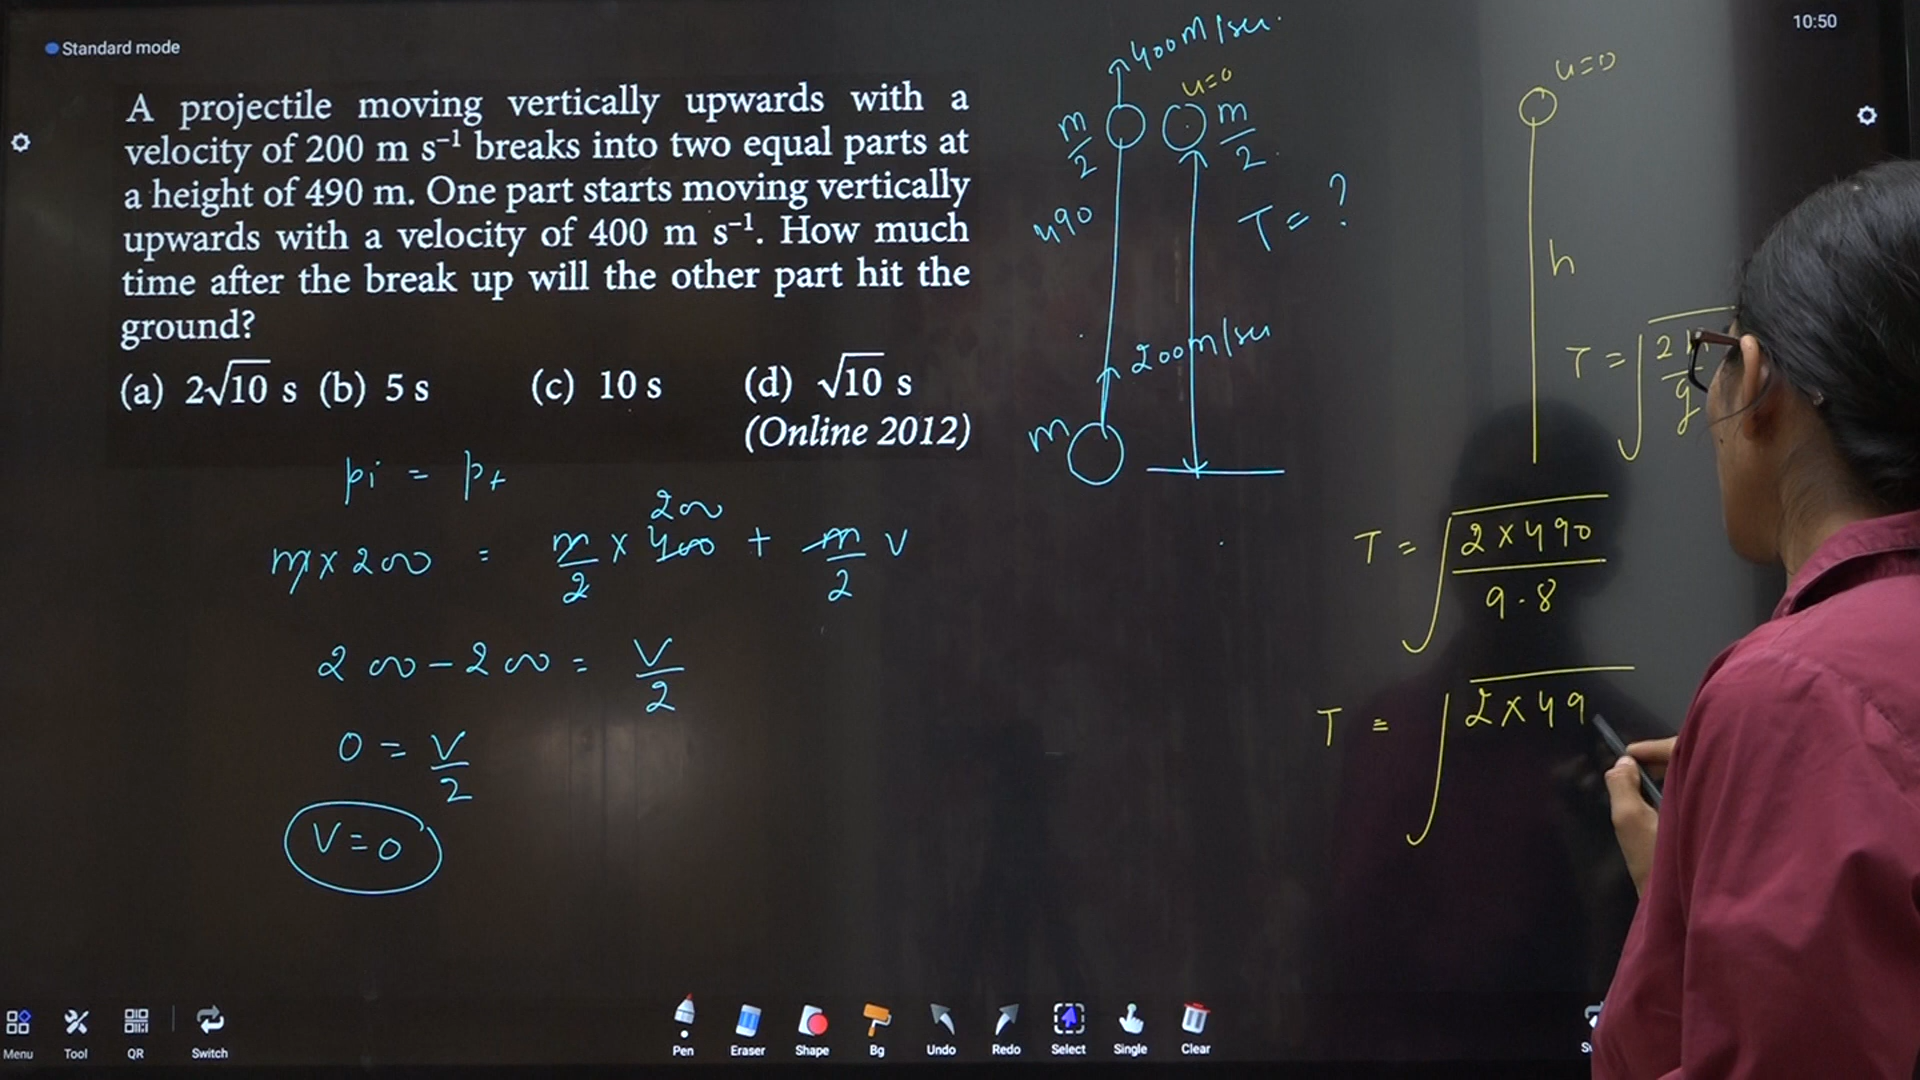 Standard mode
10:50
A projectile moving vertically upwards with a
velocity of 200 m s⁻¹ breaks into two equal parts at
a height of 490 m. One part starts moving vertically
upwards with a velocity of 400 m s⁻¹. How much
time after the break up will the other part hit the
ground?
(a) 2√10 s (b) 5 s (c) 10 s (d) √10 s
(Online 2012)
pi = pf
m×200 = m/2 × 400 + m/2 v
200
200-200 = v/2
0 = v/2
v=0
400m/sec.
u=0
m/2
m/2
490
T = ?
200m/sec
m
u=0
h
T = √2h/g
T = √2×490/9.8
T = √2×49
Menu
Tool
QR
Switch
Pen
Eraser
Shape
Bg
Undo
Redo
Select
Single
Clear